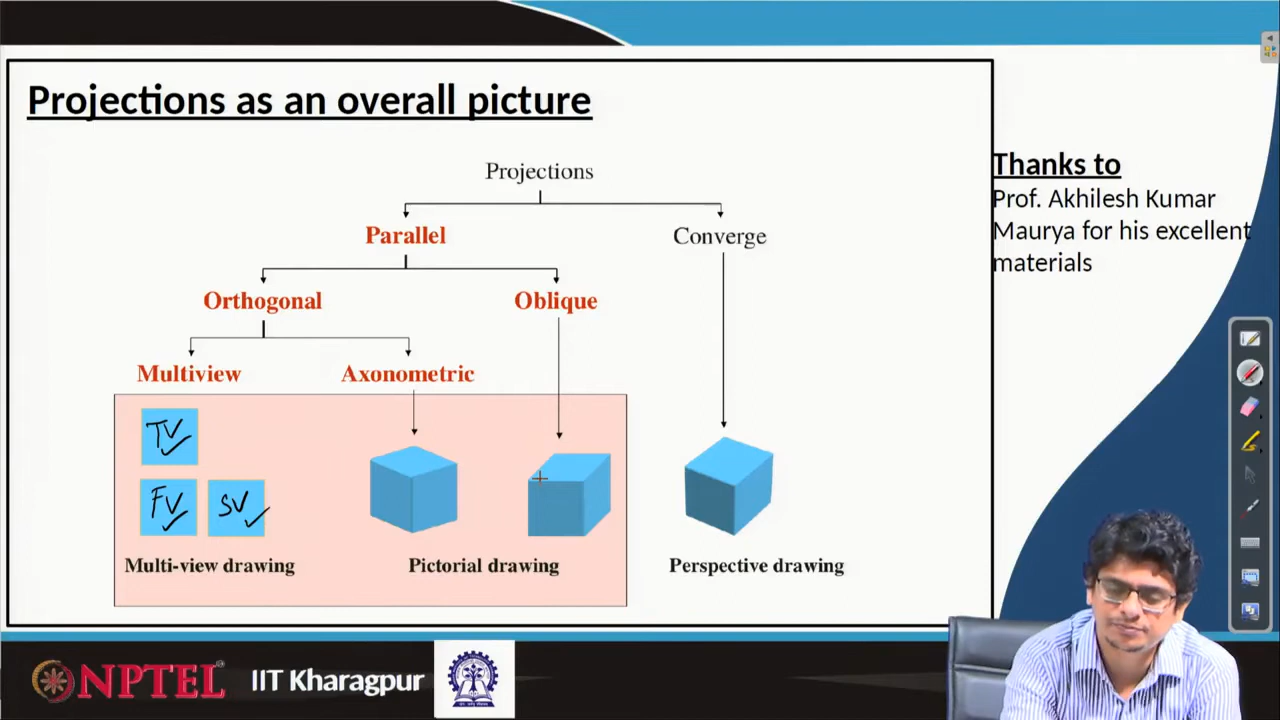 Projections as an overall picture
Projections
Parallel
Converge
Orthogonal
Oblique
Multiview
Axonometric
TV
FV
SV
Multi-view drawing
Pictorial drawing
Perspective drawing
Thanks to
Prof. Akhilesh Kumar
Maurya for his excellent
materials
NPTEL
IIT Kharagpur